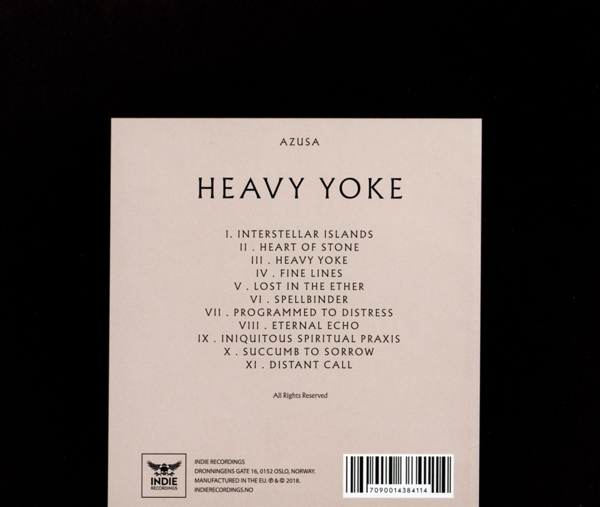 AZUSA
HEAVY YOKE
I. INTERSTELLAR ISLANDS
II . HEART OF STONE
III . HEAVY YOKE
IV . FINE LINES
V . LOST IN THE ETHER
VI . SPELLBINDER
VII . PROGRAMMED TO DISTRESS
VIII . ETERNAL ECHO
IX . INIQUITOUS SPIRITUAL PRAXIS
X . SUCCUMB TO SORROW
XI . DISTANT CALL
All Rights Reserved
INDIE
RECORDINGS
INDIE RECORDINGS
DRONNINGENS GATE 16, 0152 OSLO, NORWAY.
MANUFACTURED IN THE EU, ℗ & © 2018.
INDIERECORDINGS.NO
7090014384114